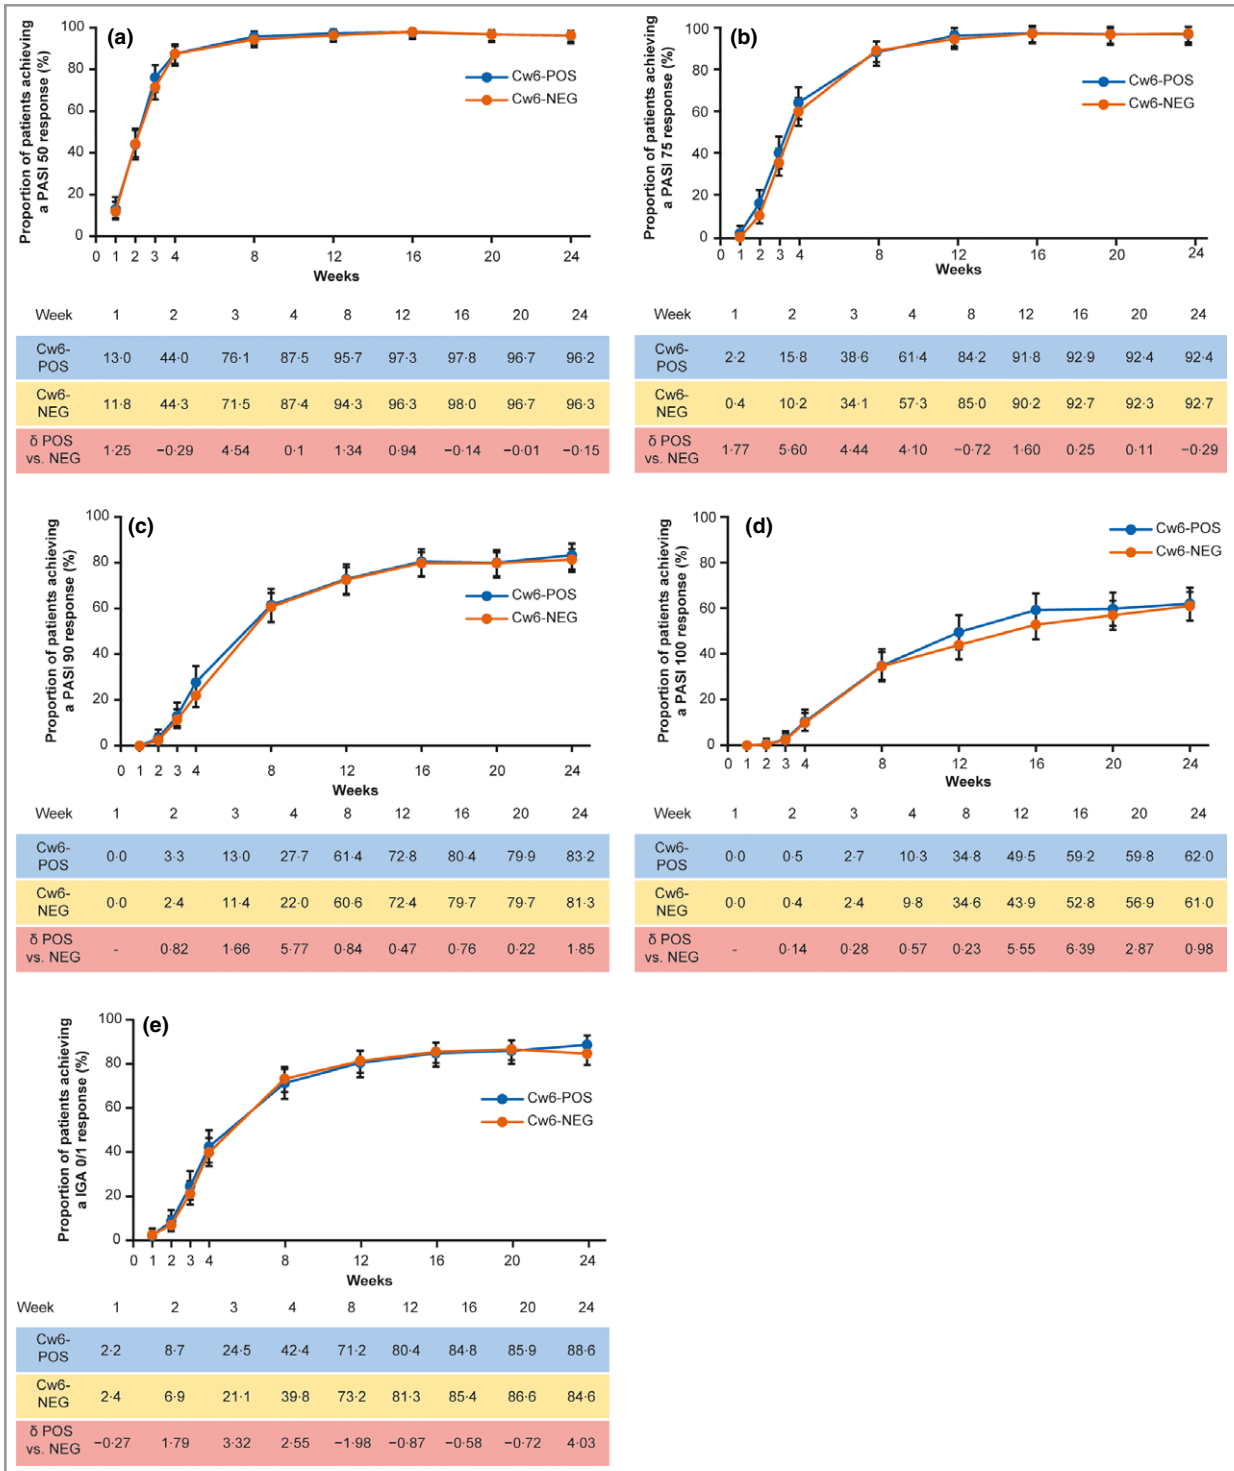 (a)
Proportion of patients achieving
a PASI 50 response (%)
100
80
60
40
20
0
Cw6-POS
Cw6-NEG
0 1 2 3 4 8 12 16 20 24
Weeks
Week 1 2 3 4 8 12 16 20 24
Cw6-
POS 13·0 44·0 76·1 87·5 95·7 97·3 97·8 96·7 96·2
Cw6-
NEG 11·8 44·3 71·5 87·4 94·3 96·3 98·0 96·7 96·3
δ POS
vs. NEG 1·25 −0·29 4·54 0·1 1·34 0·94 −0·14 −0·01 −0·15
(b)
Proportion of patients achieving
a PASI 75 response (%)
100
80
60
40
20
0
Cw6-POS
Cw6-NEG
0 1 2 3 4 8 12 16 20 24
Weeks
Week 1 2 3 4 8 12 16 20 24
Cw6-
POS 2·2 15·8 38·6 61·4 84·2 91·8 92·9 92·4 92·4
Cw6-
NEG 0·4 10·2 34·1 57·3 85·0 90·2 92·7 92·3 92·7
δ POS
vs. NEG 1·77 5·60 4·44 4·10 −0·72 1·60 0·25 0·11 −0·29
(c)
Proportion of patients achieving
a PASI 90 response (%)
100
80
60
40
20
0
Cw6-POS
Cw6-NEG
0 1 2 3 4 8 12 16 20 24
Weeks
Week 1 2 3 4 8 12 16 20 24
Cw6-
POS 0·0 3·3 13·0 27·7 61·4 72·8 80·4 79·9 83·2
Cw6-
NEG 0·0 2·4 11·4 22·0 60·6 72·4 79·7 79·7 81·3
δ POS
vs. NEG - 0·82 1·66 5·77 0·84 0·47 0·76 0·22 1·85
(d)
Proportion of patients achieving
a PASI 100 response (%)
100
80
60
40
20
0
Cw6-POS
Cw6-NEG
0 1 2 3 4 8 12 16 20 24
Weeks
Week 1 2 3 4 8 12 16 20 24
Cw6-
POS 0·0 0·5 2·7 10·3 34·8 49·5 59·2 59·8 62·0
Cw6-
NEG 0·0 0·4 2·4 9·8 34·6 43·9 52·8 56·9 61·0
δ POS
vs. NEG - 0·14 0·28 0·57 0·23 5·55 6·39 2·87 0·98
(e)
Proportion of patients achieving
a IGA 0/1 response (%)
100
80
60
40
20
0
Cw6-POS
Cw6-NEG
0 1 2 3 4 8 12 16 20 24
Weeks
Week 1 2 3 4 8 12 16 20 24
Cw6-
POS 2·2 8·7 24·5 42·4 71·2 80·4 84·8 85·9 88·6
Cw6-
NEG 2·4 6·9 21·1 39·8 73·2 81·3 85·4 86·6 84·6
δ POS
vs. NEG −0·27 1·79 3·32 2·55 −1·98 −0·87 −0·58 −0·72 4·03